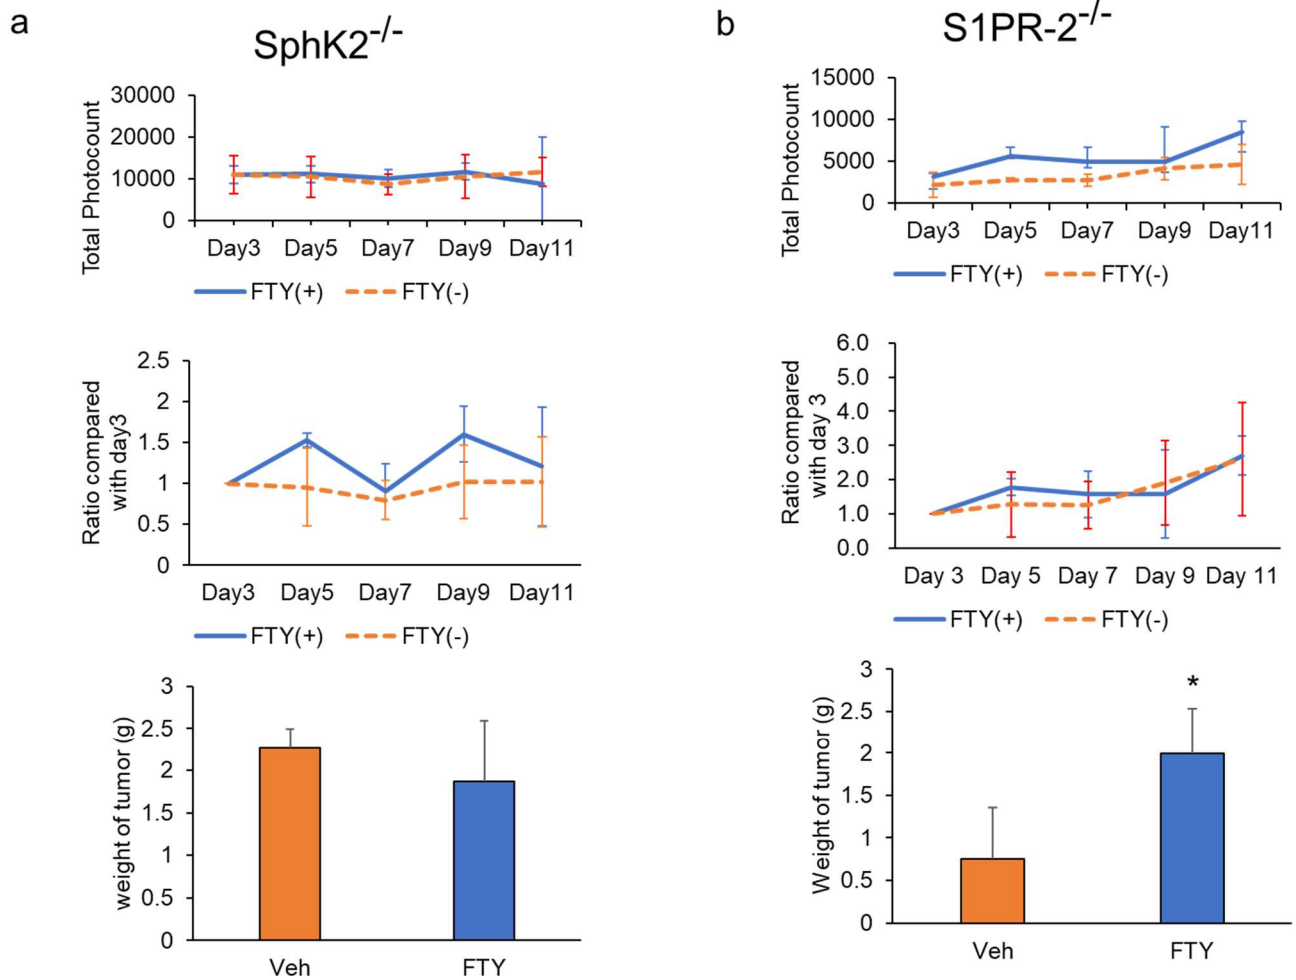 a
SphK2-/-
30000
20000
10000
0
Total Photocount
Day3 Day5 Day7 Day9 Day11
FTY(+) FTY(-)
2.5
2
1.5
1
0.5
0
Ratio compared
with day3
Day3 Day5 Day7 Day9 Day11
FTY(+) FTY(-)
3
2.5
2
1.5
1
0.5
0
weight of tumor (g)
Veh FTY
b
S1PR-2-/-
15000
10000
5000
0
Total Photocount
Day3 Day5 Day7 Day9 Day11
FTY(+) FTY(-)
6.0
5.0
4.0
3.0
2.0
1.0
0.0
Ratio compared
with day 3
Day 3 Day 5 Day 7 Day 9 Day 11
FTY(+) FTY(-)
3
2.5
2
1.5
1
0.5
0
Weight of tumor (g)
*
Veh FTY